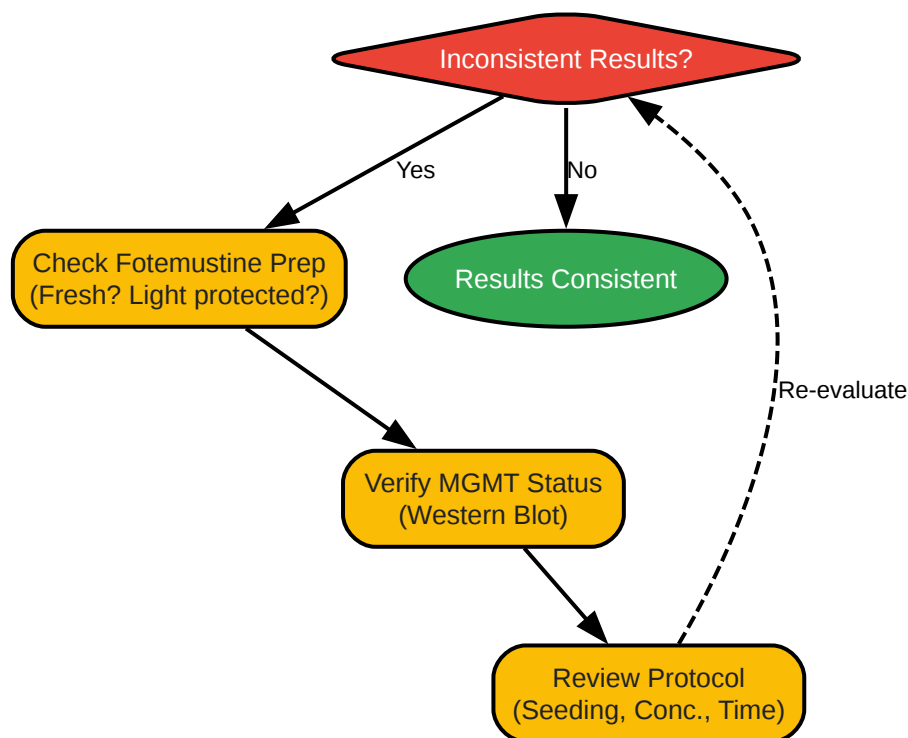 Inconsistent Results?
Yes
No
Check Fotemustine Prep
(Fresh? Light protected?)
Results Consistent
Re-evaluate
Verify MGMT Status
(Western Blot)
Review Protocol
(Seeding, Conc., Time)